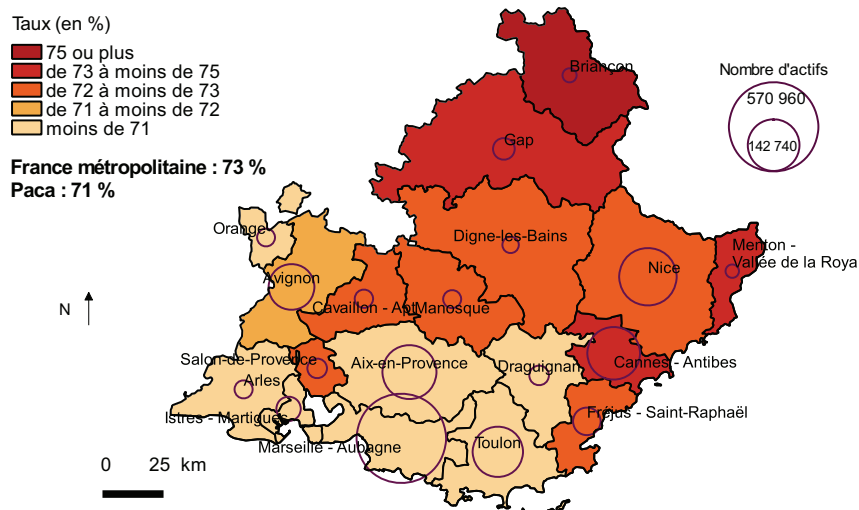 Taux (en %)
75 ou plus
de 73 à moins de 75
de 72 à moins de 73
de 71 à moins de 72
moins de 71
France métropolitaine : 73 %
Paca : 71 %
Nombre d'actifs
570 960
142 740
Briançon
Gap
Orange
Digne-les-Bains
Menton -
Vallée de la Roya
Avignon
Nice
Cavaillon - Apt
Manosque
N
Salon-de-Provence
Aix-en-Provence
Draguignan
Cannes - Antibes
Arles
Istres - Martigues
Fréjus - Saint-Raphaël
Marseille - Aubagne
Toulon
0 25 km